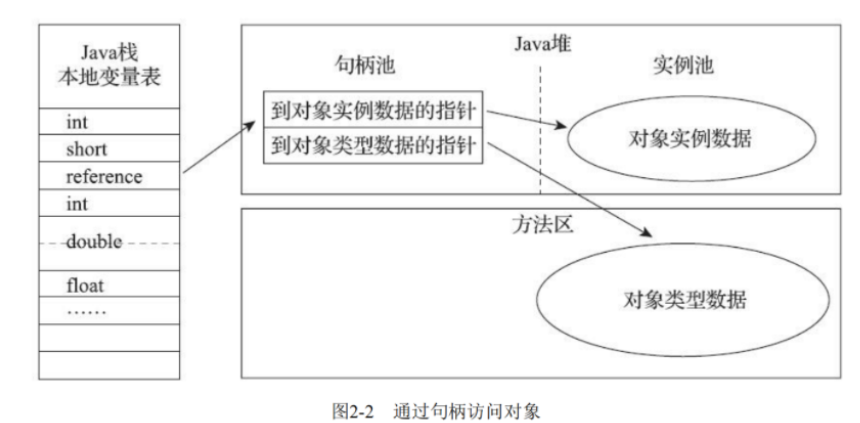 Java栈
本地变量表
int
short
reference
int
double
float
……
Java堆
句柄池
实例池
到对象实例数据的指针
到对象类型数据的指针
对象实例数据
方法区
对象类型数据
图2-2 通过句柄访问对象